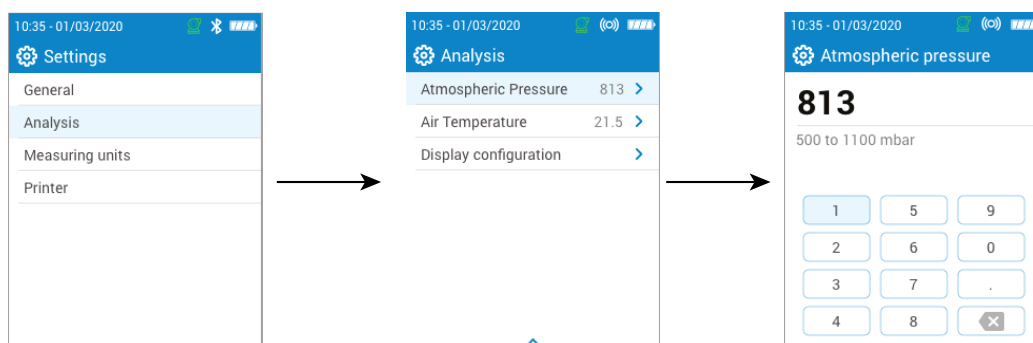 10:35 - 01/03/2020
Settings
General
Analysis
Measuring units
Printer
10:35 - 01/03/2020
Analysis
Atmospheric Pressure 813
Air Temperature 21.5
Display configuration
10:35 - 01/03/2020
Atmospheric pressure
813
500 to 1100 mbar
1 5 9
2 6 0
3 7 .
4 8